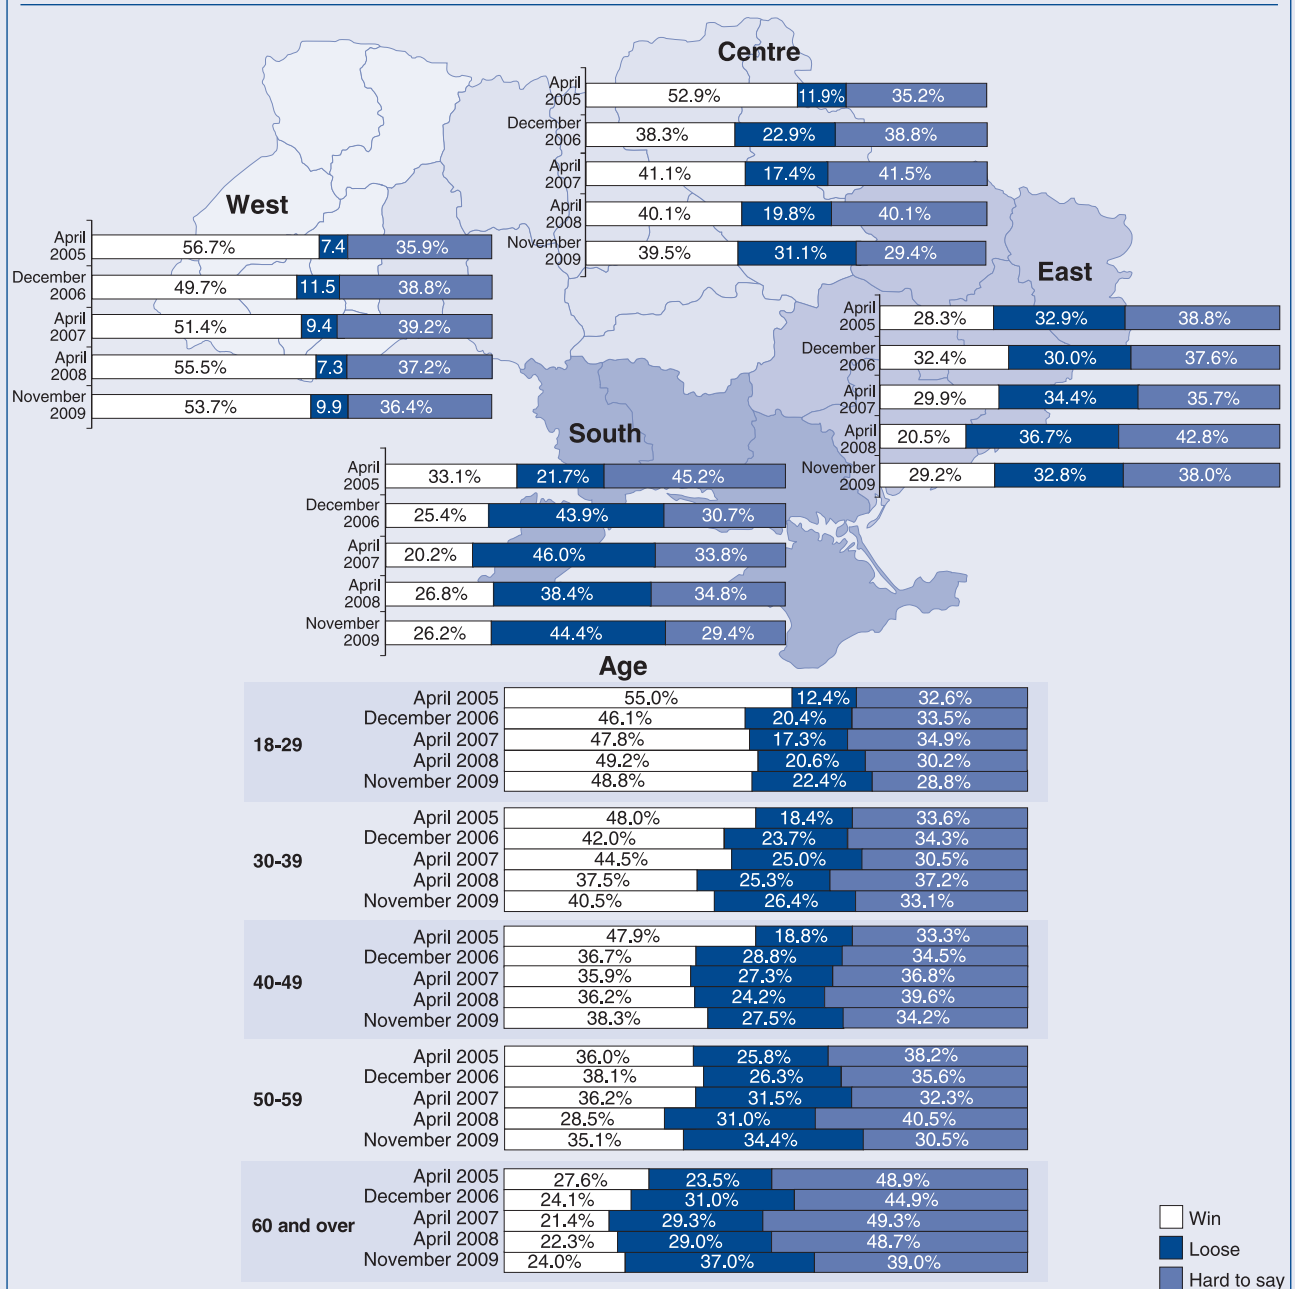 Centre
April
2005
52.9% 11.9% 35.2%
December
2006
38.3% 22.9% 38.8%
April
2007
41.1% 17.4% 41.5%
April
2008
40.1% 19.8% 40.1%
November
2009
39.5% 31.1% 29.4%
West
April
2005
56.7% 7.4 35.9%
December
2006
49.7% 11.5 38.8%
April
2007
51.4% 9.4 39.2%
April
2008
55.5% 7.3 37.2%
November
2009
53.7% 9.9 36.4%
East
April
2005
28.3% 32.9% 38.8%
December
2006
32.4% 30.0% 37.6%
April
2007
29.9% 34.4% 35.7%
April
2008
20.5% 36.7% 42.8%
November
2009
29.2% 32.8% 38.0%
South
April
2005
33.1% 21.7% 45.2%
December
2006
25.4% 43.9% 30.7%
April
2007
20.2% 46.0% 33.8%
April
2008
26.8% 38.4% 34.8%
November
2009
26.2% 44.4% 29.4%
Age
18-29
April 2005 55.0% 12.4% 32.6%
December 2006 46.1% 20.4% 33.5%
April 2007 47.8% 17.3% 34.9%
April 2008 49.2% 20.6% 30.2%
November 2009 48.8% 22.4% 28.8%
30-39
April 2005 48.0% 18.4% 33.6%
December 2006 42.0% 23.7% 34.3%
April 2007 44.5% 25.0% 30.5%
April 2008 37.5% 25.3% 37.2%
November 2009 40.5% 26.4% 33.1%
40-49
April 2005 47.9% 18.8% 33.3%
December 2006 36.7% 28.8% 34.5%
April 2007 35.9% 27.3% 36.8%
April 2008 36.2% 24.2% 39.6%
November 2009 38.3% 27.5% 34.2%
50-59
April 2005 36.0% 25.8% 38.2%
December 2006 38.1% 26.3% 35.6%
April 2007 36.2% 31.5% 32.3%
April 2008 28.5% 31.0% 40.5%
November 2009 35.1% 34.4% 30.5%
60 and over
April 2005 27.6% 23.5% 48.9%
December 2006 24.1% 31.0% 44.9%
April 2007 21.4% 29.3% 49.3%
April 2008 22.3% 29.0% 48.7%
November 2009 24.0% 37.0% 39.0%
Win
Loose
Hard to say